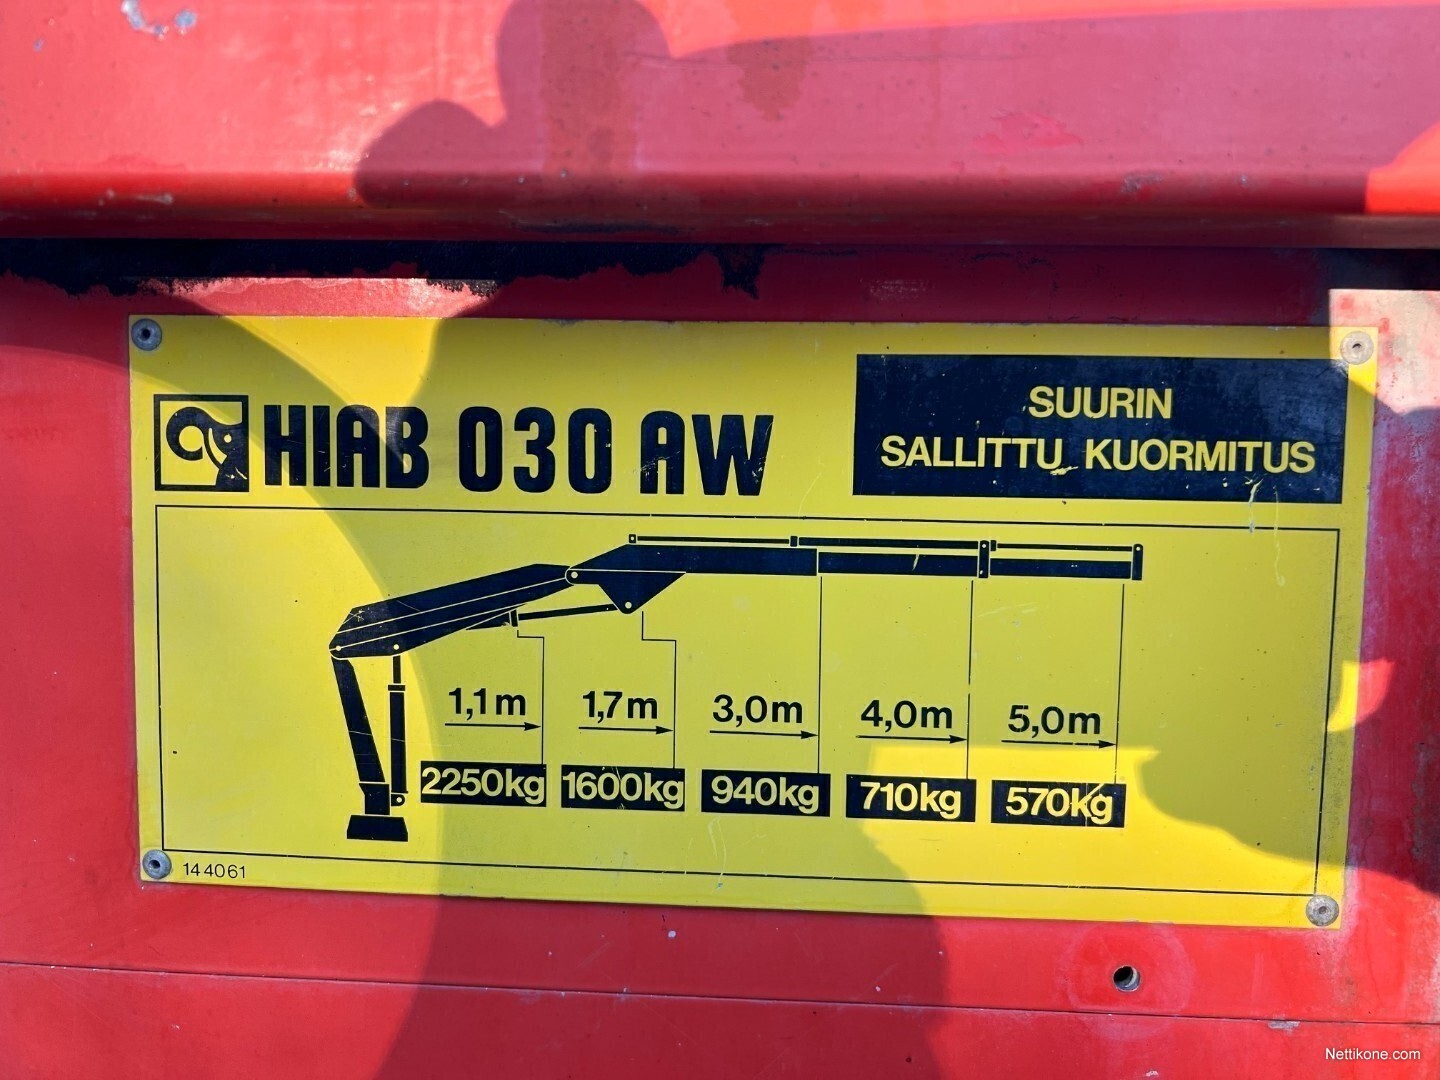 HIAB 030 AW
SUURIN
SALLITTU KUORMITUS
1,1m
1,7m
3,0m
4,0m
5,0m
2250kg
1600kg
940kg
710kg
570kg
144061
Nettikone.com